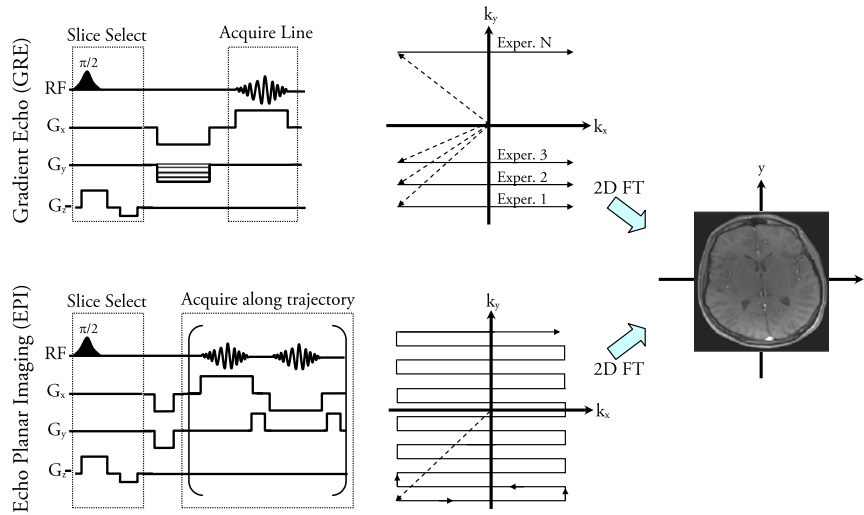 Gradient Echo (GRE)
Slice Select
Acquire Line
π/2
RF
Gx
Gy
Gz
ky
kx
Exper. N
Exper. 3
Exper. 2
Exper. 1
2D FT
y
Echo Planar Imaging (EPI)
Slice Select
Acquire along trajectory
π/2
RF
Gx
Gy
Gz
ky
kx
2D FT